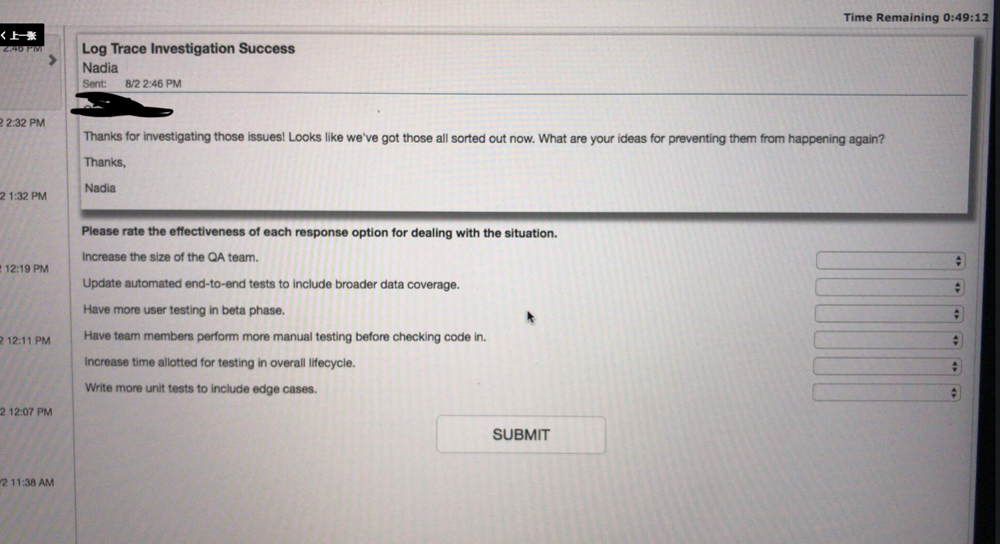 Time Remaining 0:49:12
く上一张
2:46 PM
Log Trace Investigation Success
Nadia
Sent: 8/2 2:46 PM
2 2:32 PM
Thanks for investigating those issues! Looks like we've got those all sorted out now. What are your ideas for preventing them from happening again?
Thanks,
Nadia
2 1:32 PM
Please rate the effectiveness of each response option for dealing with the situation.
Increase the size of the QA team.
2 12:19 PM
Update automated end-to-end tests to include broader data coverage.
Have more user testing in beta phase.
Have team members perform more manual testing before checking code in.
2 12:11 PM
Increase time allotted for testing in overall lifecycle.
Write more unit tests to include edge cases.
2 12:07 PM
SUBMIT
/2 11:38 AM